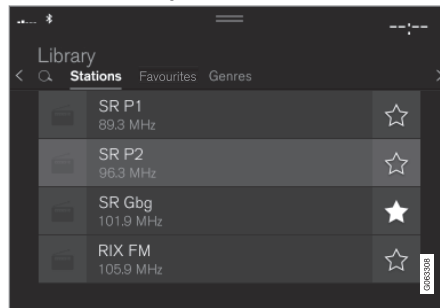 --:--
Library
Stations Favourites Genres
SR P1
89.3 MHz
SR P2
96.3 MHz
SR Gbg
101.9 MHz
RIX FM
105.9 MHz
G063308